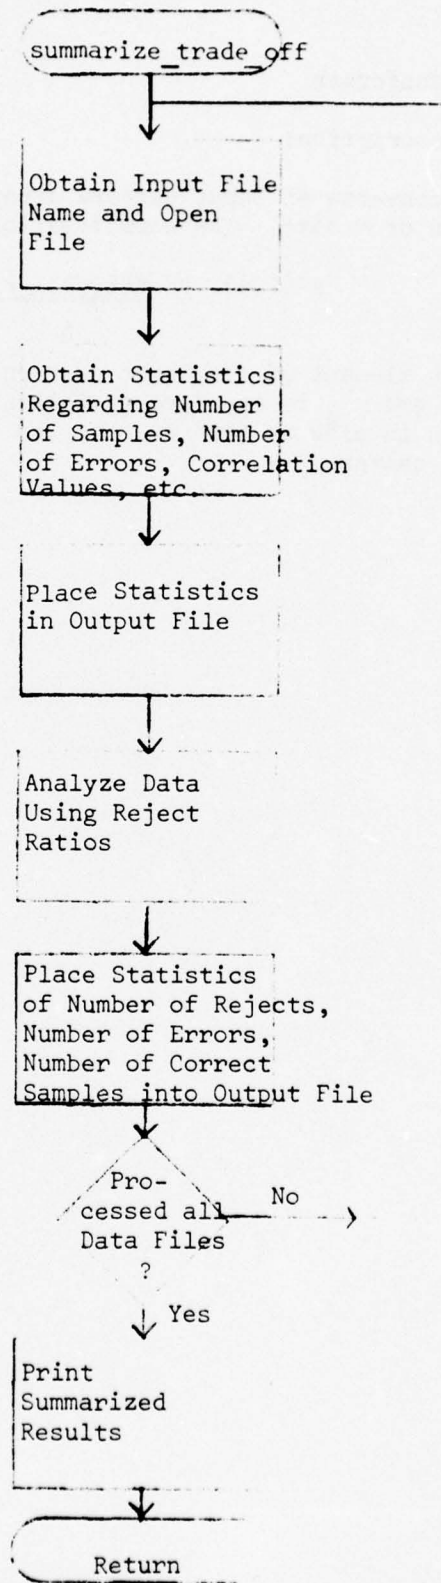 summarize_trade_off
Obtain Input File
Name and Open
File
Obtain Statistics
Regarding Number
of Samples, Number
of Errors, Correlation
Values, etc.
Place Statistics
in Output File
Analyze Data
Using Reject
Ratios
Place Statistics
of Number of Rejects,
Number of Errors,
Number of Correct
Samples into Output File
Pro-
cessed all
Data Files
?
No
Yes
Print
Summarized
Results
Return